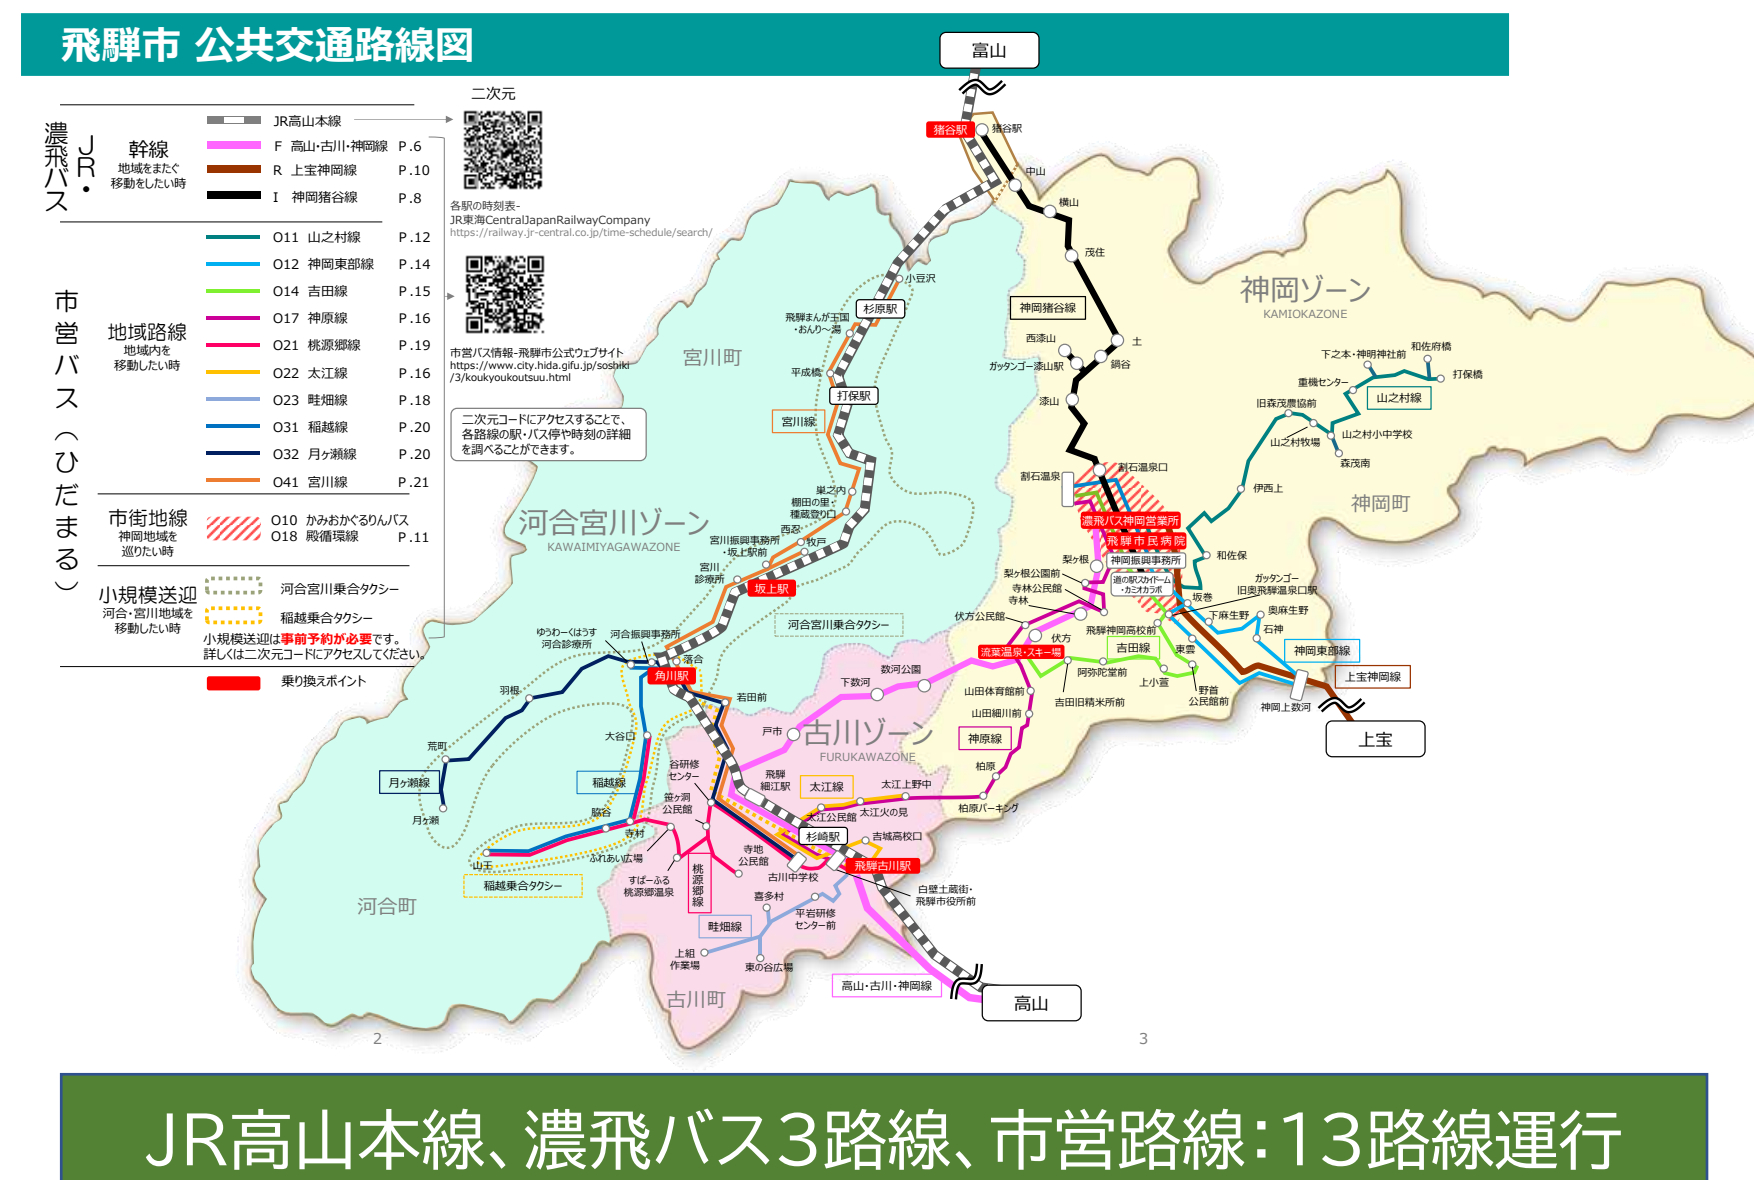 飛騨市 公共交通路線図
濃飛バス
JR・
幹線
地域をまたぐ
移動をしたい時
JR高山本線
F 高山・古川・神岡線 P.6
R 上宝神岡線 P.10
I 神岡猪谷線 P.8
市営バス（ひだまる）
地域路線
地域内を
移動したい時
O11 山之村線 P.12
O12 神岡東部線 P.14
O14 吉田線 P.15
O17 神原線 P.16
O21 桃源郷線 P.19
O22 太江線 P.16
O23 畦畑線 P.18
O31 稲越線 P.20
O32 月ヶ瀬線 P.20
O41 宮川線 P.21
市街地線
神岡地域を
巡りたい時
O10 かみおかぐるりんバス
O18 殿循環線 P.11
小規模送迎
河合・宮川地域を
移動したい時
河合宮川乗合タクシー
稲越乗合タクシー
小規模送迎は事前予約が必要です。
詳しくは二次元コードにアクセスしてください。
乗り換えポイント
二次元
各駅の時刻表-
JR東海CentralJapanRailwayCompany
https://railway.jr-central.co.jp/time-schedule/search/
市営バス情報-飛騨市公式ウェブサイト
https://www.city.hida.gifu.jp/soshiki
/3/koukyoukoutsuu.html
二次元コードにアクセスすることで、
各路線の駅・バス停や時刻の詳細
を調べることができます。
富山
猪谷駅
猪谷駅
中山
横山
茂住
神岡猪谷線
土
西漆山
ガッタンゴー漆山駅
鍋谷
漆山
割石温泉
割石温泉口
神岡ゾーン
KAMIOKAZONE
和佐府橋
下之本・神明神社前
打保橋
重機センター
山之村線
旧森茂農協前
山之村牧場
山之村小中学校
森茂南
伊西上
神岡町
和佐保
濃飛バス神岡営業所
飛騨市民病院
神岡振興事務所
道の駅スカイドーム
・カミオカラボ
梨ヶ根
梨ヶ根公園前
寺林公民館
寺林
伏方公民館
伏方
流葉温泉・スキー場
飛騨神岡高校前
吉田線
阿弥陀堂前
吉田旧精米所前
上小萱
東雲
野首
公民館前
坂巻
ガッタンゴー
旧奥飛騨温泉口駅
下麻生野
奥麻生野
石神
神岡東部線
上宝神岡線
神岡上数河
上宝
小豆沢
杉原駅
飛騨まんが王国
・おんり～湯
宮川町
平成橋
打保駅
宮川線
巣之内
棚田の里・
種蔵登り口
西忍
牧戸
宮川振興事務所
・坂上駅前
宮川
診療所
坂上駅
河合宮川ゾーン
KAWAIMIYAGAWAZONE
河合宮川乗合タクシー
ゆうわーくはうす
河合診療所
河合振興事務所
落合
角川駅
羽根
若田前
荒町
月ヶ瀬線
月ヶ瀬
大谷口
稲越線
脇谷
寺村
山王
稲越乗合タクシー
河合町
数河公園
下数河
戸市
古川ゾーン
FURUKAWAZONE
山田体育館前
山田細川前
神原線
柏原
柏原パーキング
谷研修
センター
飛騨
細江駅
太江線
太江上野中
太江公民館
太江火の見
笹ヶ洞
公民館
杉崎駅
吉城高校口
ふれあい広場
寺地
公民館
古川中学校
飛騨古川駅
すぱーふる
桃源郷温泉
桃源郷線
白壁土蔵街・
飛騨市役所前
喜多村
平岩研修
センター前
畦畑線
上組
作業場
東の谷広場
高山・古川・神岡線
古川町
高山
2
3
JR高山本線、濃飛バス3路線、市営路線：13路線運行